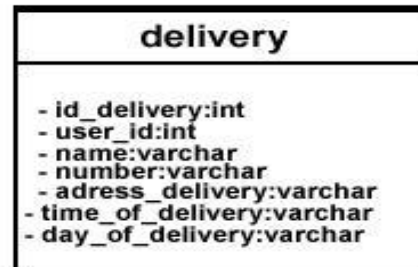 delivery
- id_delivery:int
- user_id:int
- name:varchar
- number:varchar
- adress_delivery:varchar
- time_of_delivery:varchar
- day_of_delivery:varchar